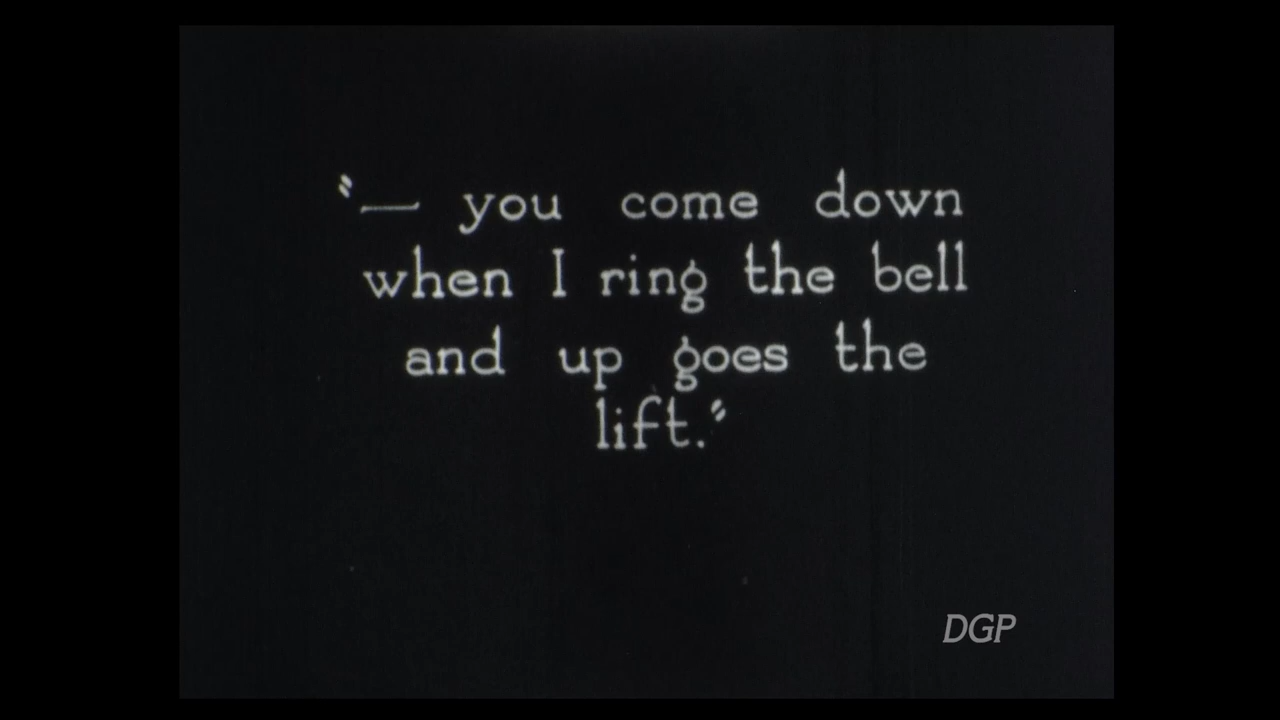 "— you come down
when I ring the bell
and up goes the
lift."
DGP